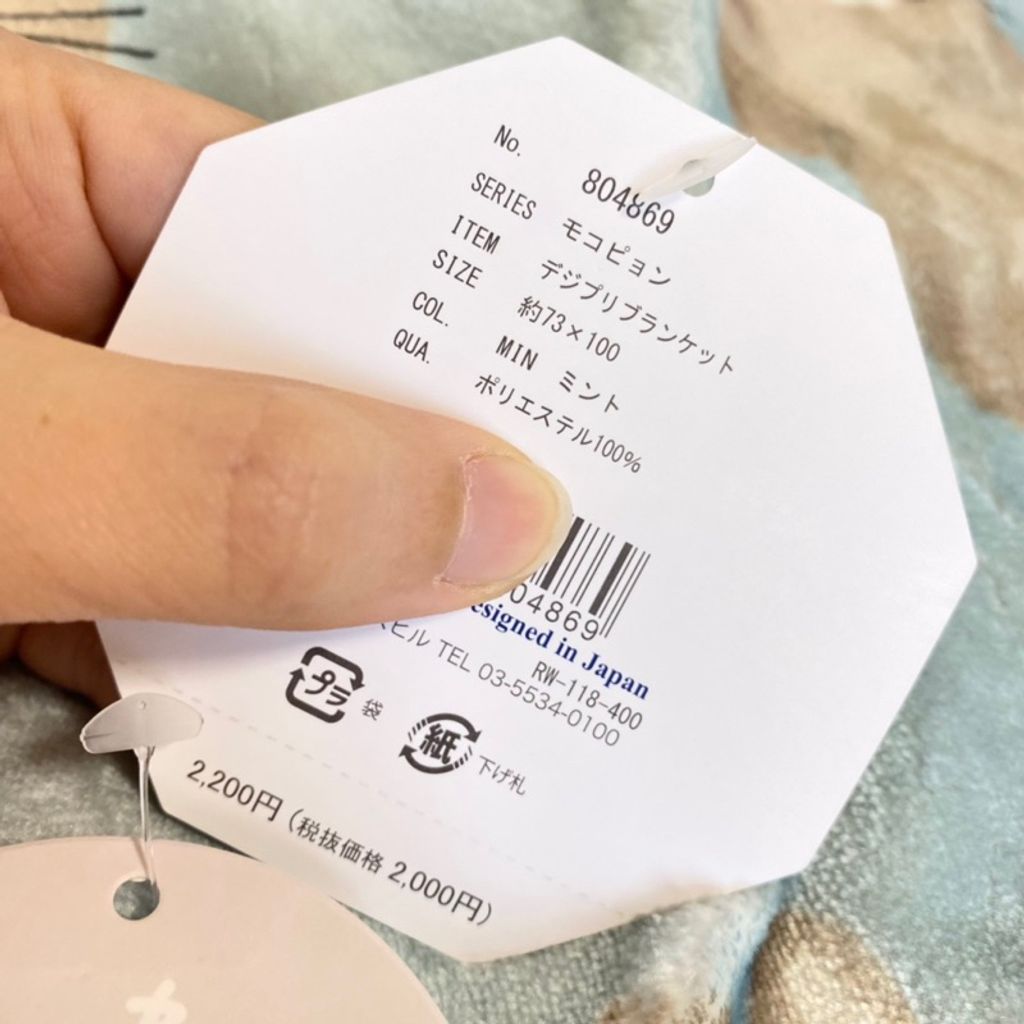 No. 804869
SERIES モコピョン
ITEM デジプリブランケット
SIZE 約73×100
COL. MIN ミント
QUA. ポリエステル100%
04869
esigned in Japan
RW-118-400
ビル TEL 03-5534-0100
プラ 袋
紙 下げ札
2,200円 (税抜価格 2,000円)